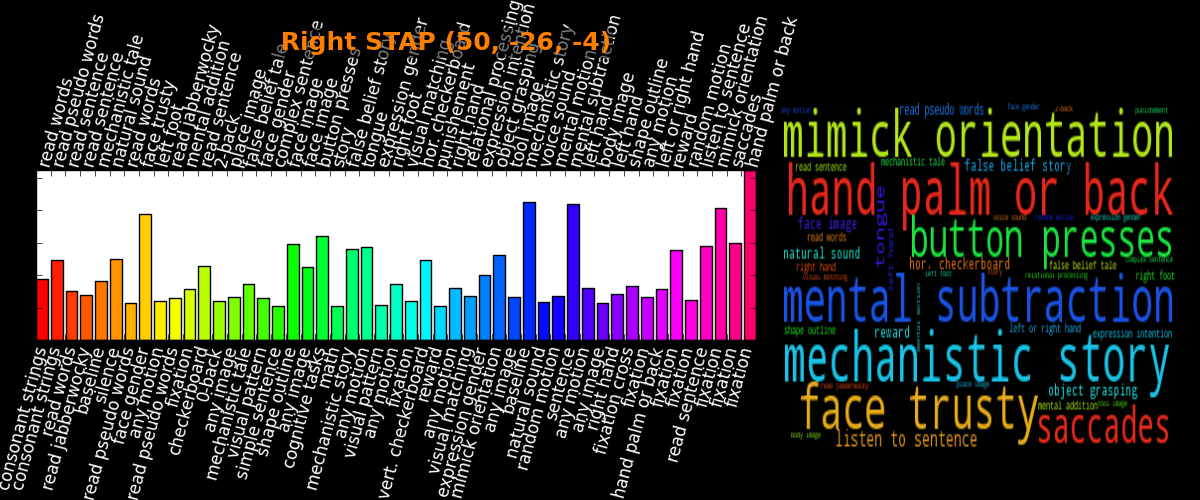 Right STAP (50, -26, -4)
read words
read pseudo words
read sentence
read sentence
mechanistic tale
natural sound
read words
face trusty
left foot
read jabberwocky
mental addition
read sentence
2-back
place image
false belief tale
face gender
complex sentence
face image
face image
button presses
story
false belief story
tongue
expression gender
right foot
visual matching
hor. checkerboard
punishement
right hand
relational processing
expression intention
object grasping
tool image
mechanistic story
voice sound
mental subtraction
left hand
body image
left hand
shape outline
any motion
left or right hand
reward
random motion
listen to sentence
mimick orientation
saccades
hand palm or back
consonant strings
consonant strings
read words
read jabberwocky
baseline
silence
read pseudo words
face gender
any motion
read pseudo words
fixation
checkerboard
0-back
any image
mechanistic tale
visual pattern
simple sentence
shape outline
any image
cognitive tasks
math
mechanistic story
any motion
visual pattern
any motion
fixation
vert. checkerboard
reward
any motion
visual matching
expression gender
mimick orientation
any image
baseline
natural sound
random motion
sentence
any motion
right hand
fixation cross
fixation
hand palm or back
fixation
fixation
read sentence
fixation
fixation
fixation
any motion
read pseudo words
face gender
2-back
punishement
mimick orientation
read sentence
mechanistic tale
false belief story
hand palm or back
tongue
face image
voice sound
random motion
expression gender
read words
button presses
natural sound
left hand
right hand
hor. checkerboard
false belief tale
complex sentence
visual matching
left foot
story
relational processing
right foot
mental subtraction
natural motion
shape outline
reward
left or right hand
expression intention
mechanistic story
read jabberwocky
place image
object grasping
face trusty
mental addition
tool image
saccades
body image
listen to sentence